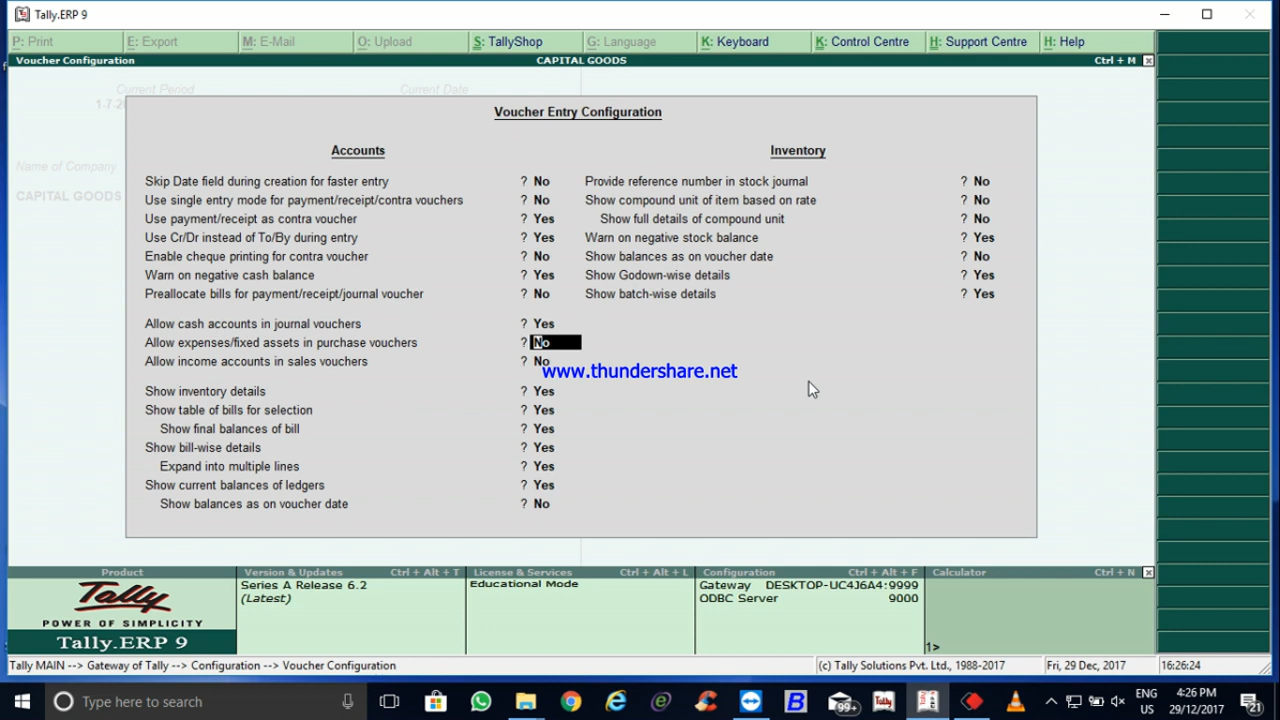 Tally.ERP 9
P: Print E: Export M: E-Mail O: Upload S: TallyShop G: Language K: Keyboard K: Control Centre H: Support Centre H: Help
Voucher Configuration CAPITAL GOODS Ctrl + M
Current Period Current Date
Name of Company
CAPITAL GOODS
Voucher Entry Configuration
Accounts
Skip Date field during creation for faster entry ? No
Use single entry mode for payment/receipt/contra vouchers ? No
Use payment/receipt as contra voucher ? Yes
Use Cr/Dr instead of To/By during entry ? Yes
Enable cheque printing for contra voucher ? No
Warn on negative cash balance ? Yes
Preallocate bills for payment/receipt/journal voucher ? No
Allow cash accounts in journal vouchers ? Yes
Allow expenses/fixed assets in purchase vouchers ? No
Allow income accounts in sales vouchers ? No
Show inventory details ? Yes
Show table of bills for selection ? Yes
Show final balances of bill ? Yes
Show bill-wise details ? Yes
Expand into multiple lines ? Yes
Show current balances of ledgers ? Yes
Show balances as on voucher date ? No
Inventory
Provide reference number in stock journal ? No
Show compound unit of item based on rate ? No
Show full details of compound unit ? No
Warn on negative stock balance ? Yes
Show balances as on voucher date ? No
Show Godown-wise details ? Yes
Show batch-wise details ? Yes
www.thundershare.net
Product
Tally
POWER OF SIMPLICITY
Tally.ERP 9
Version & Updates Ctrl + Alt + T
Series A Release 6.2
(Latest)
License & Services Ctrl + Alt + L
Educational Mode
Configuration Ctrl + Alt + F
Gateway DESKTOP-UC4J6A4:9999
ODBC Server 9000
Calculator Ctrl + N
1>
Tally MAIN --> Gateway of Tally --> Configuration --> Voucher Configuration (c) Tally Solutions Pvt. Ltd., 1988-2017 Fri, 29 Dec, 2017 16:26:24
Type here to search
99+
ENG
US
4:26 PM
29/12/2017
21